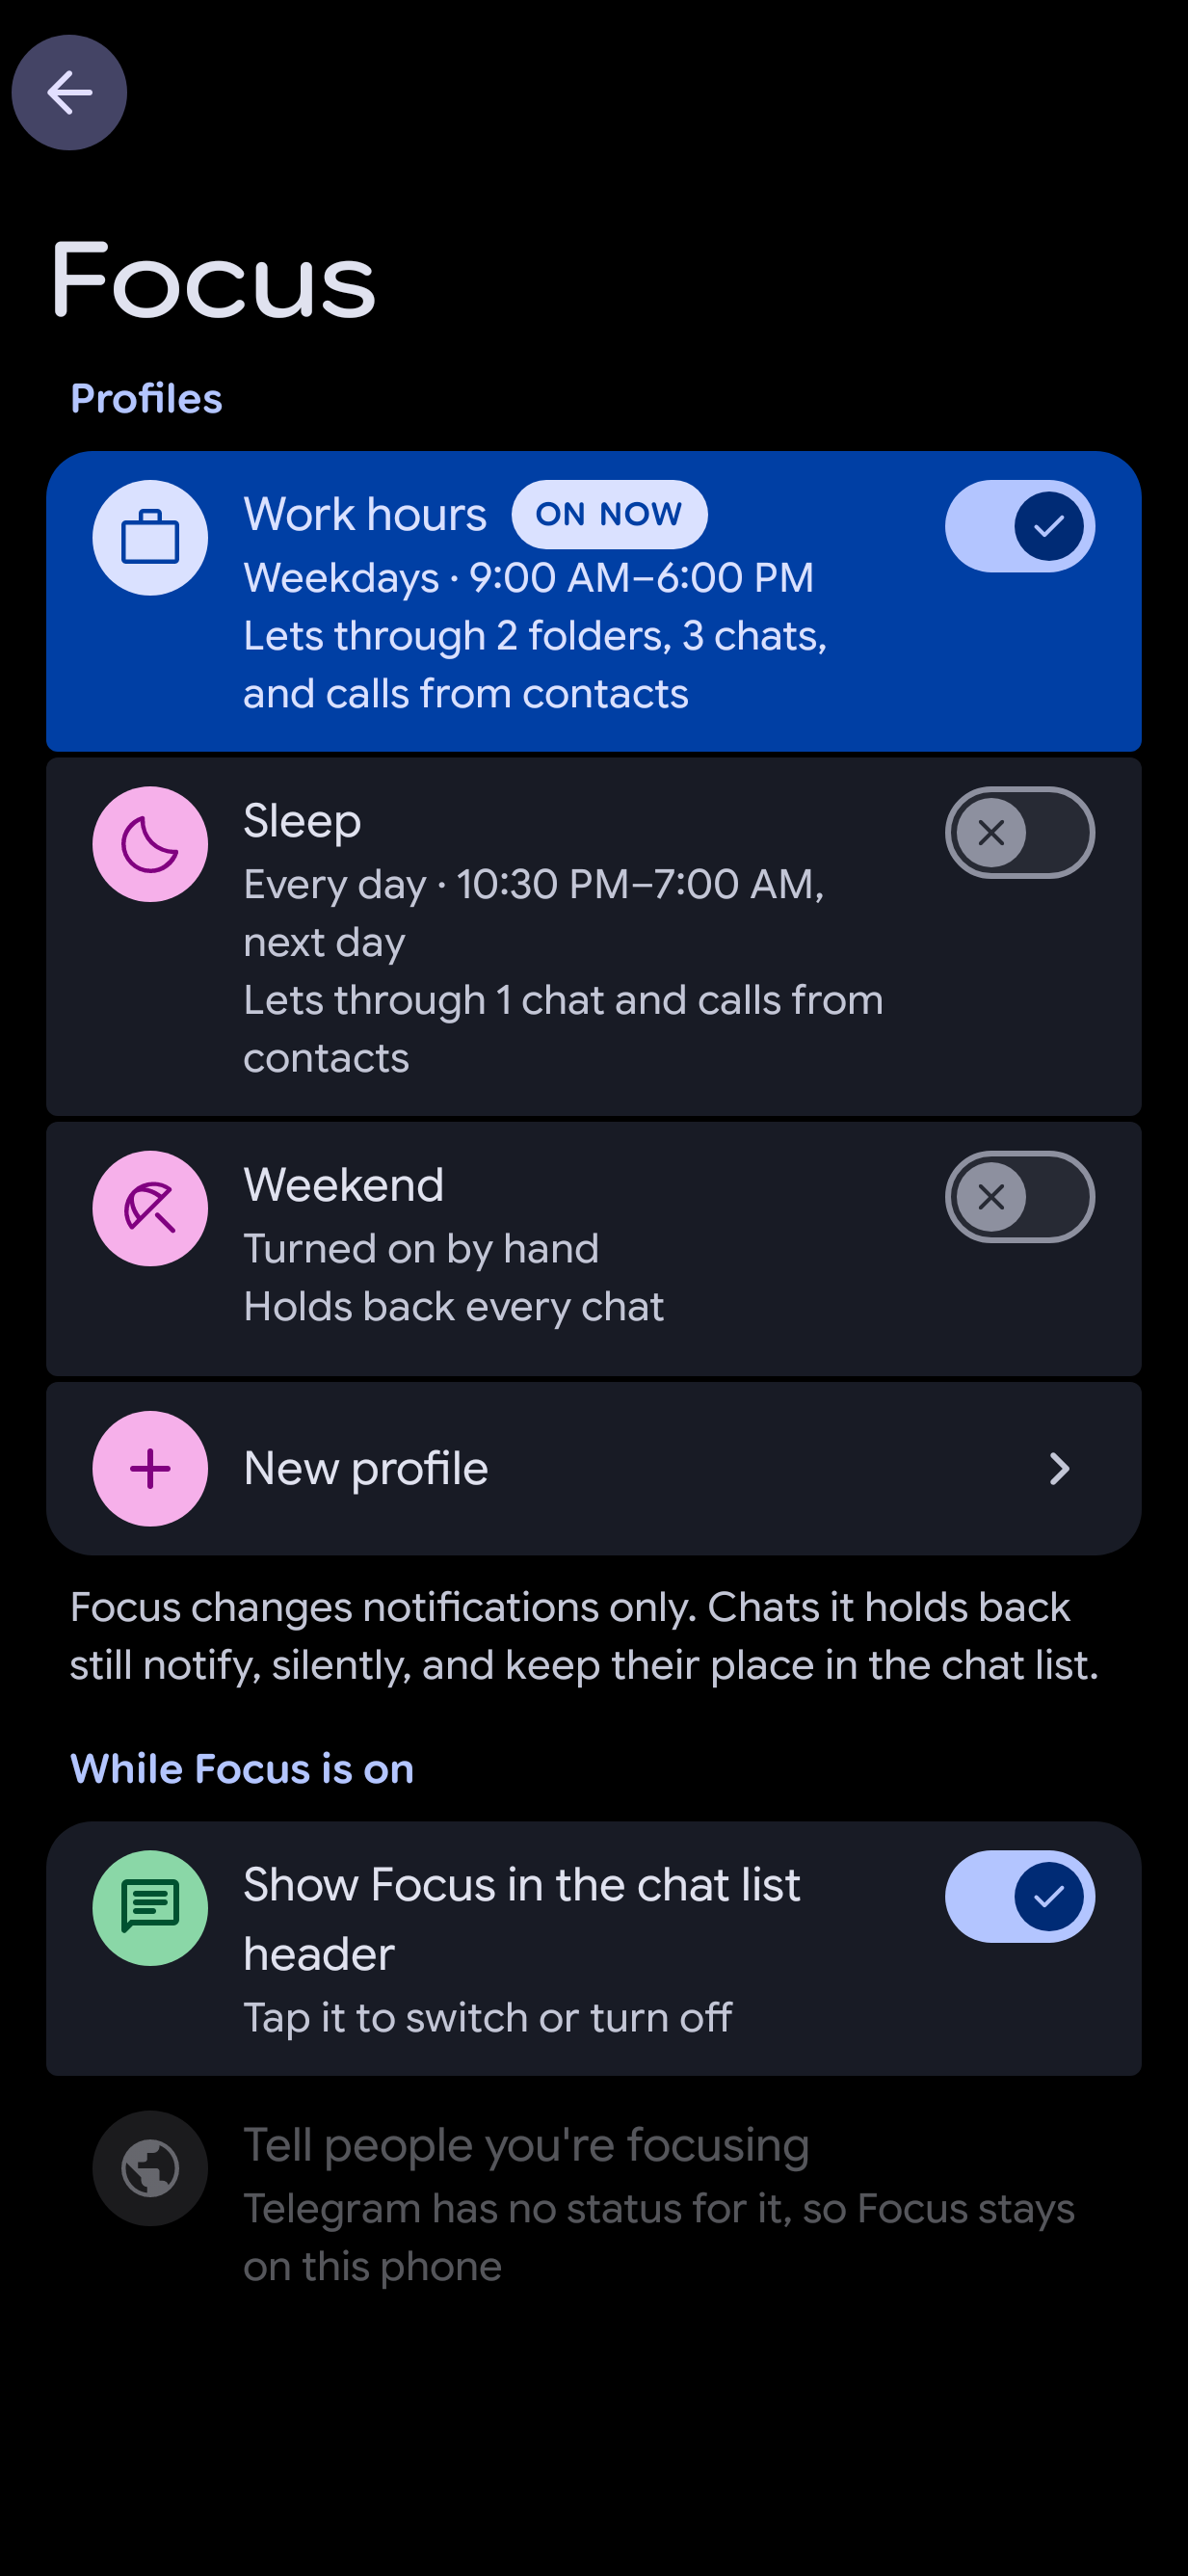 Focus
Profiles
Work hours ON NOW
Weekdays · 9:00 AM–6:00 PM
Lets through 2 folders, 3 chats,
and calls from contacts
Sleep
Every day · 10:30 PM–7:00 AM,
next day
Lets through 1 chat and calls from
contacts
Weekend
Turned on by hand
Holds back every chat
New profile
Focus changes notifications only. Chats it holds back
still notify, silently, and keep their place in the chat list.
While Focus is on
Show Focus in the chat list
header
Tap it to switch or turn off
Tell people you're focusing
Telegram has no status for it, so Focus stays
on this phone